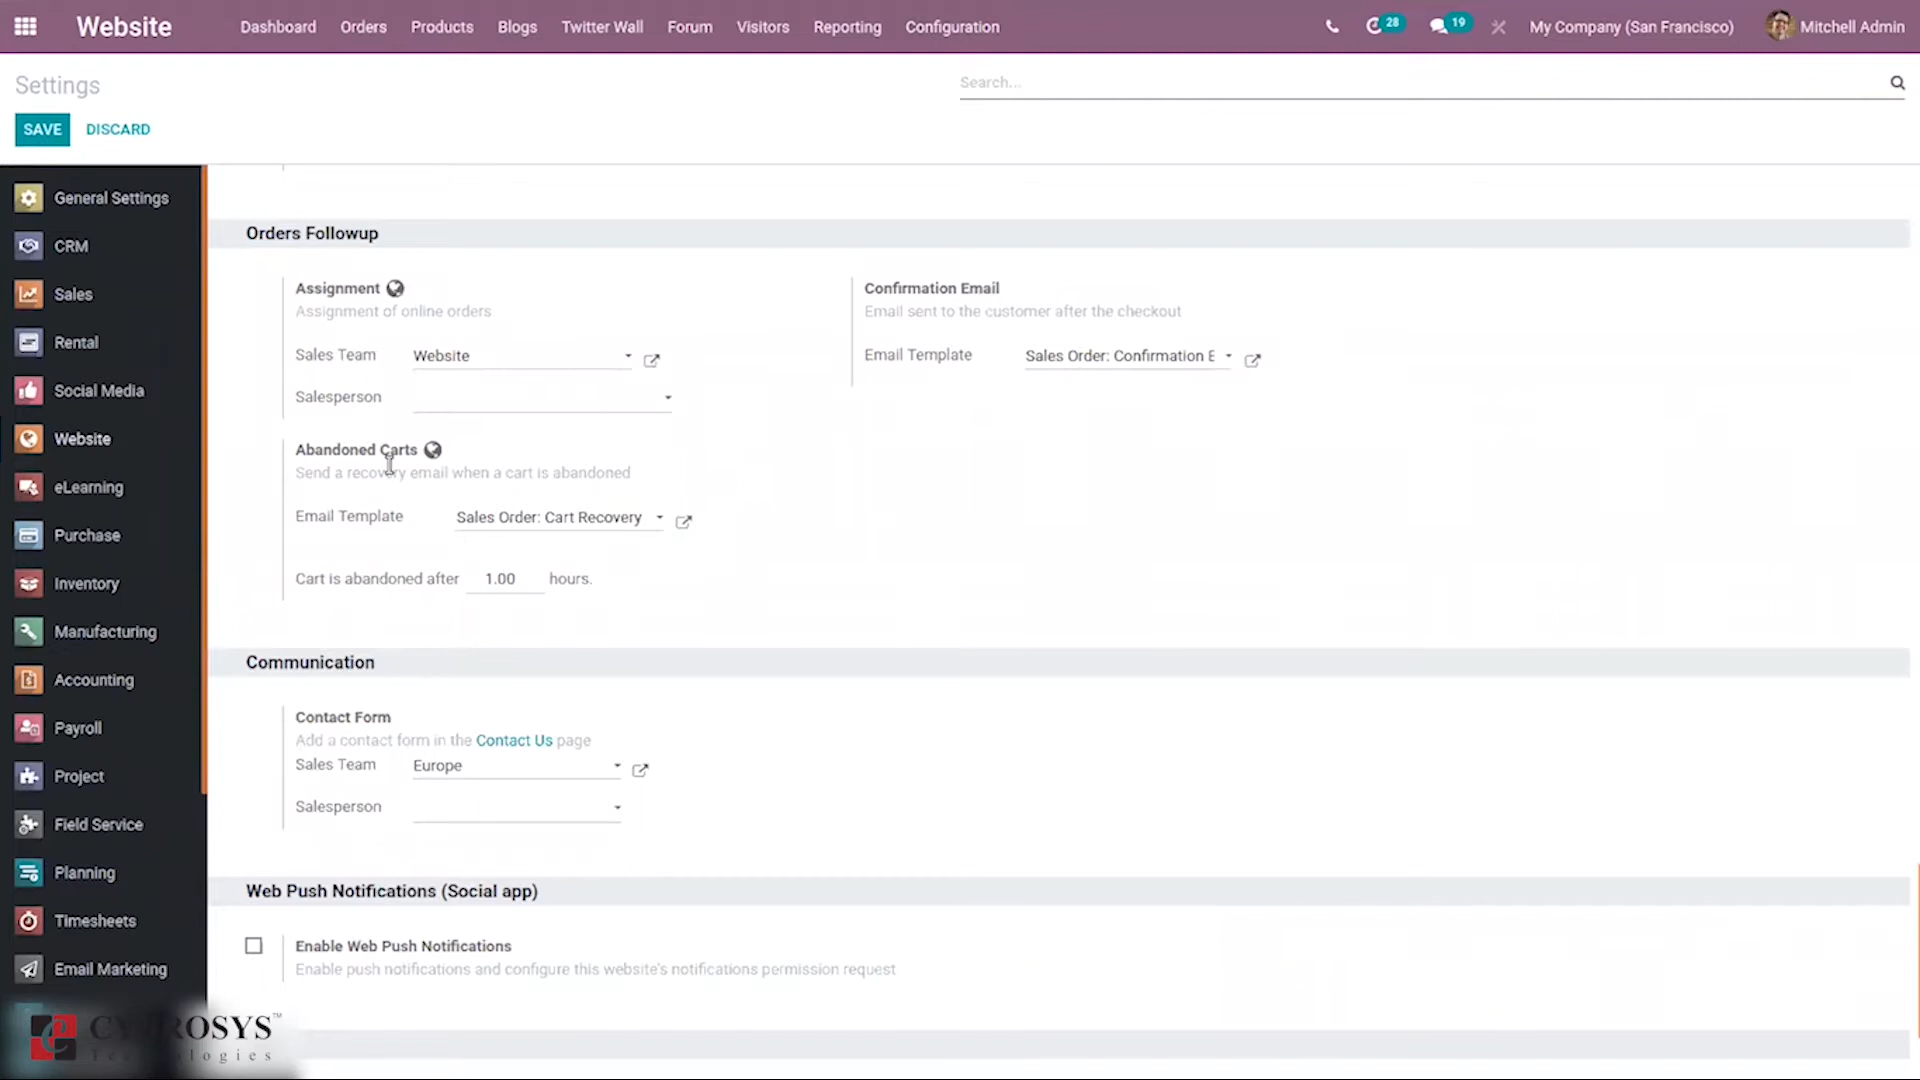 Website
Dashboard
Orders
Products
Blogs
Twitter Wall
Forum
Visitors
Reporting
Configuration
28
19
My Company (San Francisco)
Mitchell Admin
Settings
Search...
SAVE
DISCARD
General Settings
CRM
Sales
Rental
Social Media
Website
eLearning
Purchase
Inventory
Manufacturing
Accounting
Payroll
Project
Field Service
Planning
Timesheets
Email Marketing
Orders Followup
Assignment
Assignment of online orders
Sales Team Website
Salesperson
Confirmation Email
Email sent to the customer after the checkout
Email Template Sales Order: Confirmation E
Abandoned Carts
Send a recovery email when a cart is abandoned
Email Template Sales Order: Cart Recovery
Cart is abandoned after 1.00 hours.
Communication
Contact Form
Add a contact form in the Contact Us page
Sales Team Europe
Salesperson
Web Push Notifications (Social app)
Enable Web Push Notifications
Enable push notifications and configure this website's notifications permission request
CYBROSYS™
Technologies